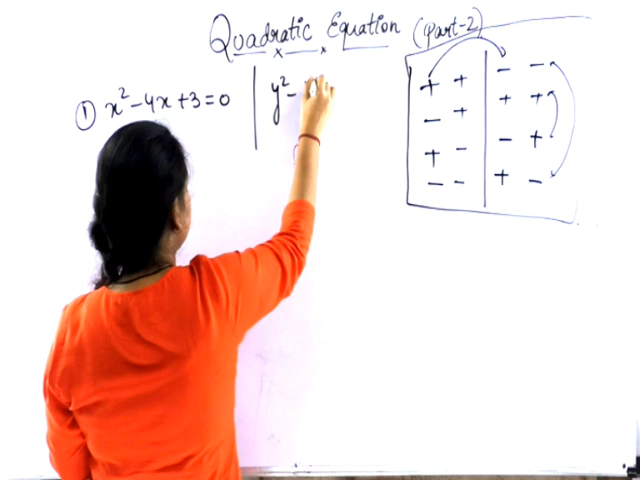 Quadratic Equation (Part-2)
① x² - 4x + 3 = 0 | y² -
+ + | - -
- + | + +
+ - | - +
- - | + -